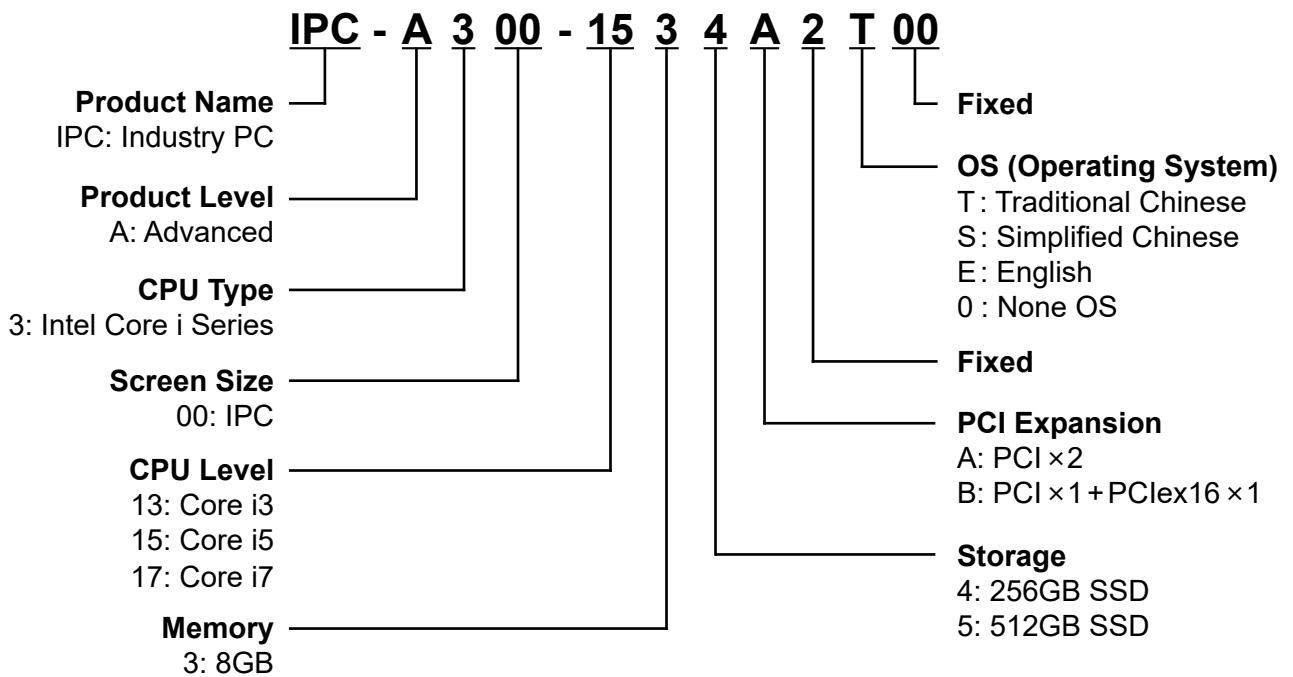 IPC - A 3 00 - 15 3 4 A 2 T 00
Product Name
IPC: Industry PC
Product Level
A: Advanced
CPU Type
3: Intel Core i Series
Screen Size
00: IPC
CPU Level
13: Core i3
15: Core i5
17: Core i7
Memory
3: 8GB
Fixed
OS (Operating System)
T: Traditional Chinese
S: Simplified Chinese
E: English
0: None OS
Fixed
PCI Expansion
A: PCI×2
B: PCI×1+PCIex16×1
Storage
4: 256GB SSD
5: 512GB SSD